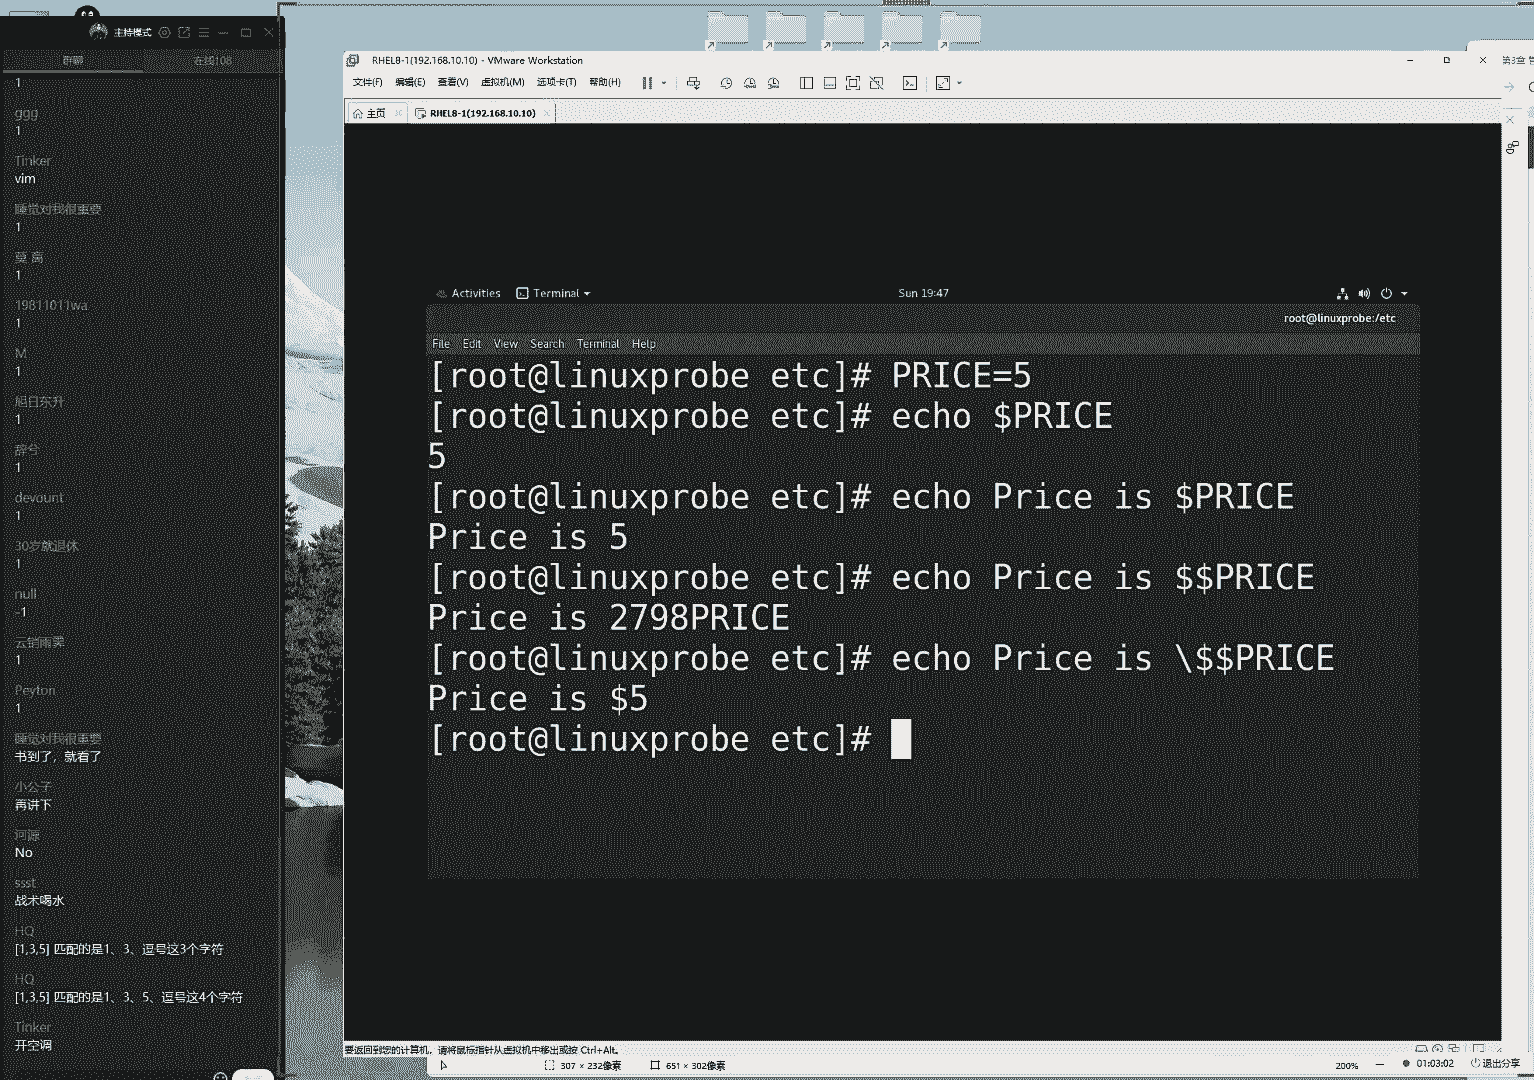 主持模式
群聊
在线108
1
ggg
1
Tinker
vim
睡觉对我很重要
1
莫 离
1
19811011wa
1
M
1
旭日东升
1
辞兮
1
devount
1
30岁就退休
1
null
-1
云销雨霁
1
Peyton
1
睡觉对我很重要
书到了，就看了
小公子
再讲下
河源
No
ssst
战术喝水
HQ
[1,3,5] 匹配的是1、3、逗号这3个字符
HQ
[1,3,5] 匹配的是1、3、5、逗号这4个字符
Tinker
开空调
RHEL8-1(192.168.10.10) - VMware Workstation
文件(F) 编辑(E) 查看(V) 虚拟机(M) 选项卡(T) 帮助(H)
主页 RHEL8-1(192.168.10.10)
第3章
Activities Terminal Sun 19:47
root@linuxprobe:/etc
File Edit View Search Terminal Help
[root@linuxprobe etc]# PRICE=5
[root@linuxprobe etc]# echo $PRICE
5
[root@linuxprobe etc]# echo Price is $PRICE
Price is 5
[root@linuxprobe etc]# echo Price is $$PRICE
Price is 2798PRICE
[root@linuxprobe etc]# echo Price is \$$PRICE
Price is $5
[root@linuxprobe etc]#
要返回到您的计算机，请将鼠标指针从虚拟机中移出或按 Ctrl+Alt。
307 × 232像素 651 × 302像素 200% 01:03:02 退出分享